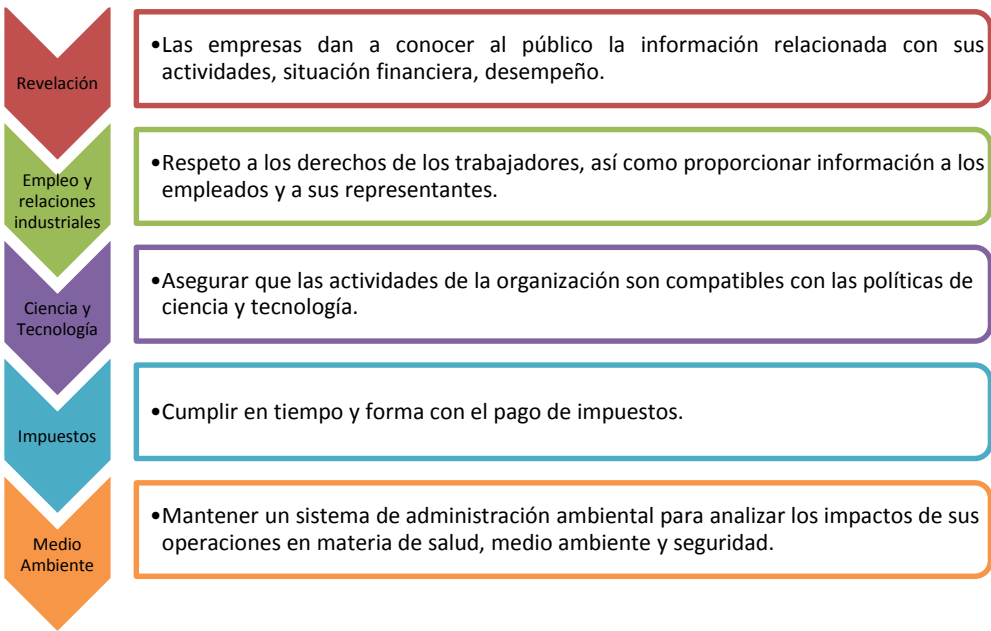 Revelación
•Las empresas dan a conocer al público la información relacionada con sus
actividades, situación financiera, desempeño.
Empleo y
relaciones
industriales
•Respeto a los derechos de los trabajadores, así como proporcionar información a los
empleados y a sus representantes.
Ciencia y
Tecnología
•Asegurar que las actividades de la organización son compatibles con las políticas de
ciencia y tecnología.
Impuestos
•Cumplir en tiempo y forma con el pago de impuestos.
Medio
Ambiente
•Mantener un sistema de administración ambiental para analizar los impactos de sus
operaciones en materia de salud, medio ambiente y seguridad.